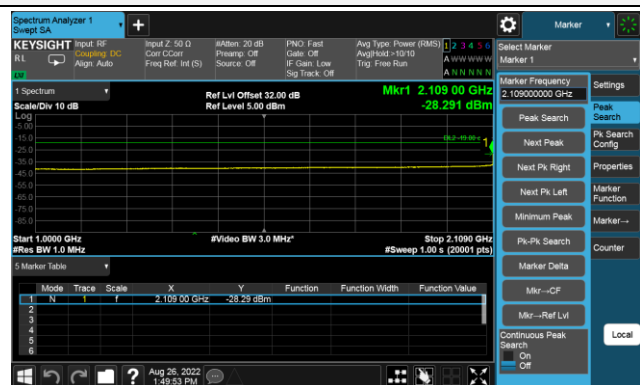 Spectrum Analyzer 1
Swept SA
Marker
KEYSIGHT
RL
Input: RF
Coupling: DC
Align: Auto
Input Z: 50 Ω
Corr CCorr
Freq Ref: Int (S)
#Atten: 20 dB
Preamp: Off
Source: Off
PNO: Fast
Gate: Off
IF Gain: Low
Sig Track: Off
Avg Type: Power (RMS)
Avg|Hold:>10/10
Trig: Free Run
1 2 3 4 5 6
A W W W W W
A N N N N N
Select Marker
Marker 1
1 Spectrum
Scale/Div 10 dB
Ref Lvl Offset 32.00 dB
Ref Level 5.00 dBm
Mkr1 2.109 00 GHz
-28.291 dBm
Log
-5.00
-15.0
-25.0
-35.0
-45.0
-55.0
-65.0
-75.0
-85.0
1
Start 1.0000 GHz
#Res BW 1.0 MHz
#Video BW 3.0 MHz*
Stop 2.1090 GHz
#Sweep 1.00 s (20001 pts)
5 Marker Table
Mode Trace Scale X Y Function Function Width Function Value
1 N 1 f 2.109 00 GHz -28.29 dBm
2
3
4
5
6
Marker Frequency
2.109000000 GHz
Peak Search
Next Peak
Next Pk Right
Next Pk Left
Minimum Peak
Pk-Pk Search
Marker Delta
Mkr→CF
Mkr→Ref Lvl
Continuous Peak
Search
On
Off
Settings
Peak
Search
Pk Search
Config
Properties
Marker
Function
Marker→
Counter
Local
Aug 26, 2022
1:49:53 PM